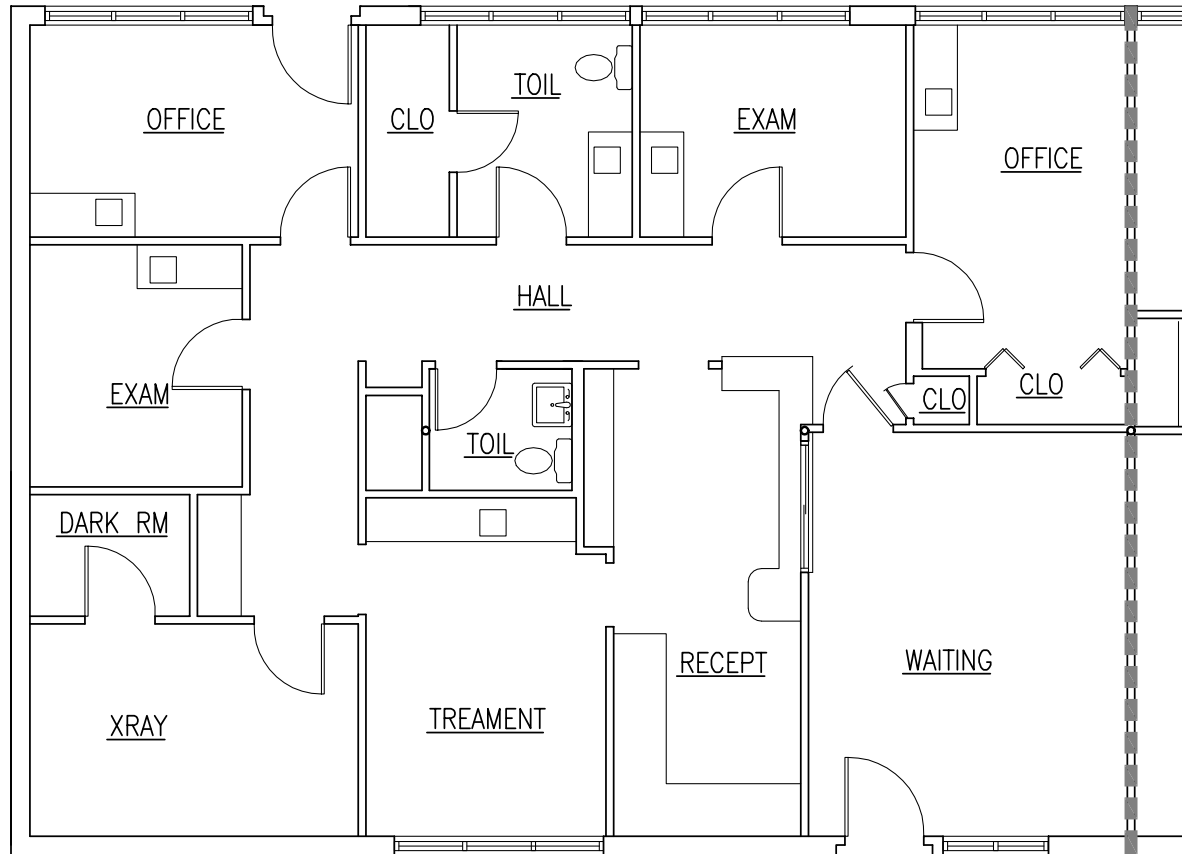 OFFICE
CLO
TOIL
EXAM
OFFICE
HALL
EXAM
TOIL
CLO
CLO
DARK RM
XRAY
TREAMENT
RECEPT
WAITING